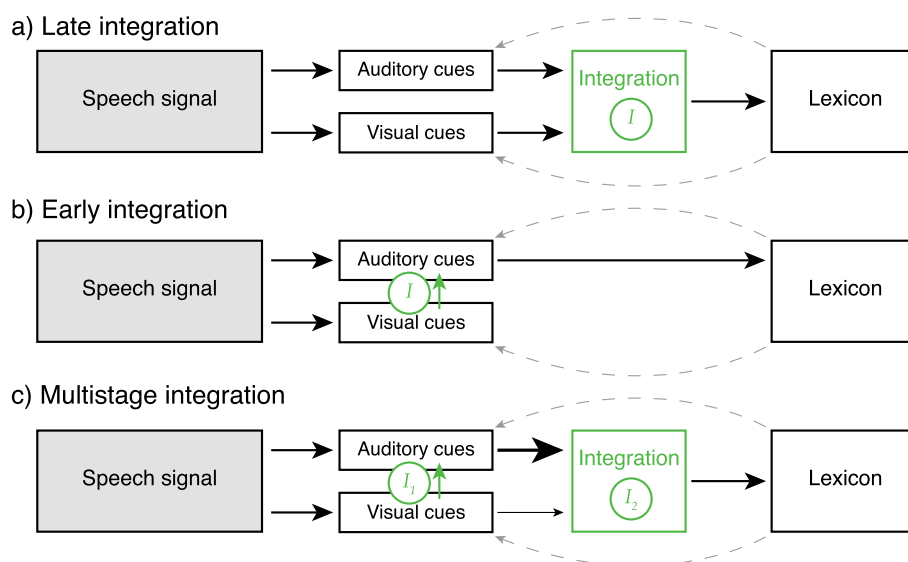 a) Late integration
Speech signal
Auditory cues
Visual cues
Integration
I
Lexicon
b) Early integration
Speech signal
Auditory cues
I
Visual cues
Lexicon
c) Multistage integration
Speech signal
Auditory cues
I₁
Visual cues
Integration
I₂
Lexicon